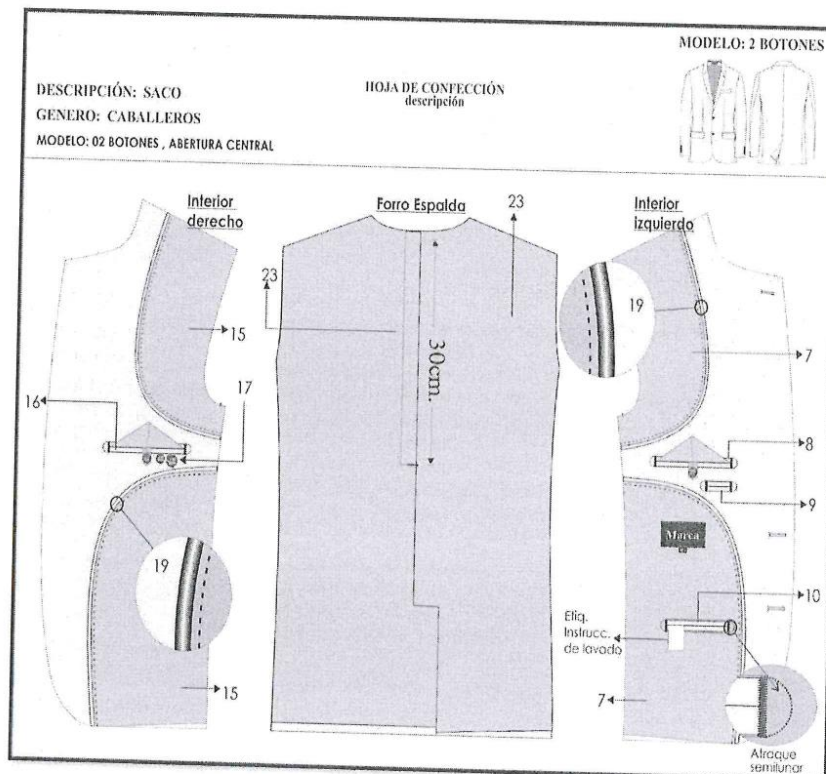 MODELO: 2 BOTONES
DESCRIPCIÓN: SACO
HOJA DE CONFECCIÓN
descripción
GENERO: CABALLEROS
MODELO: 02 BOTONES , ABERTURA CENTRAL
Interior
derecho
Forro Espalda
23
Interior
izquierdo
23
19
15
30cm.
7
16
17
8
9
Marca
19
10
Etiq.
Instrucc.
de lavado
15
7
Atraque
semilunar